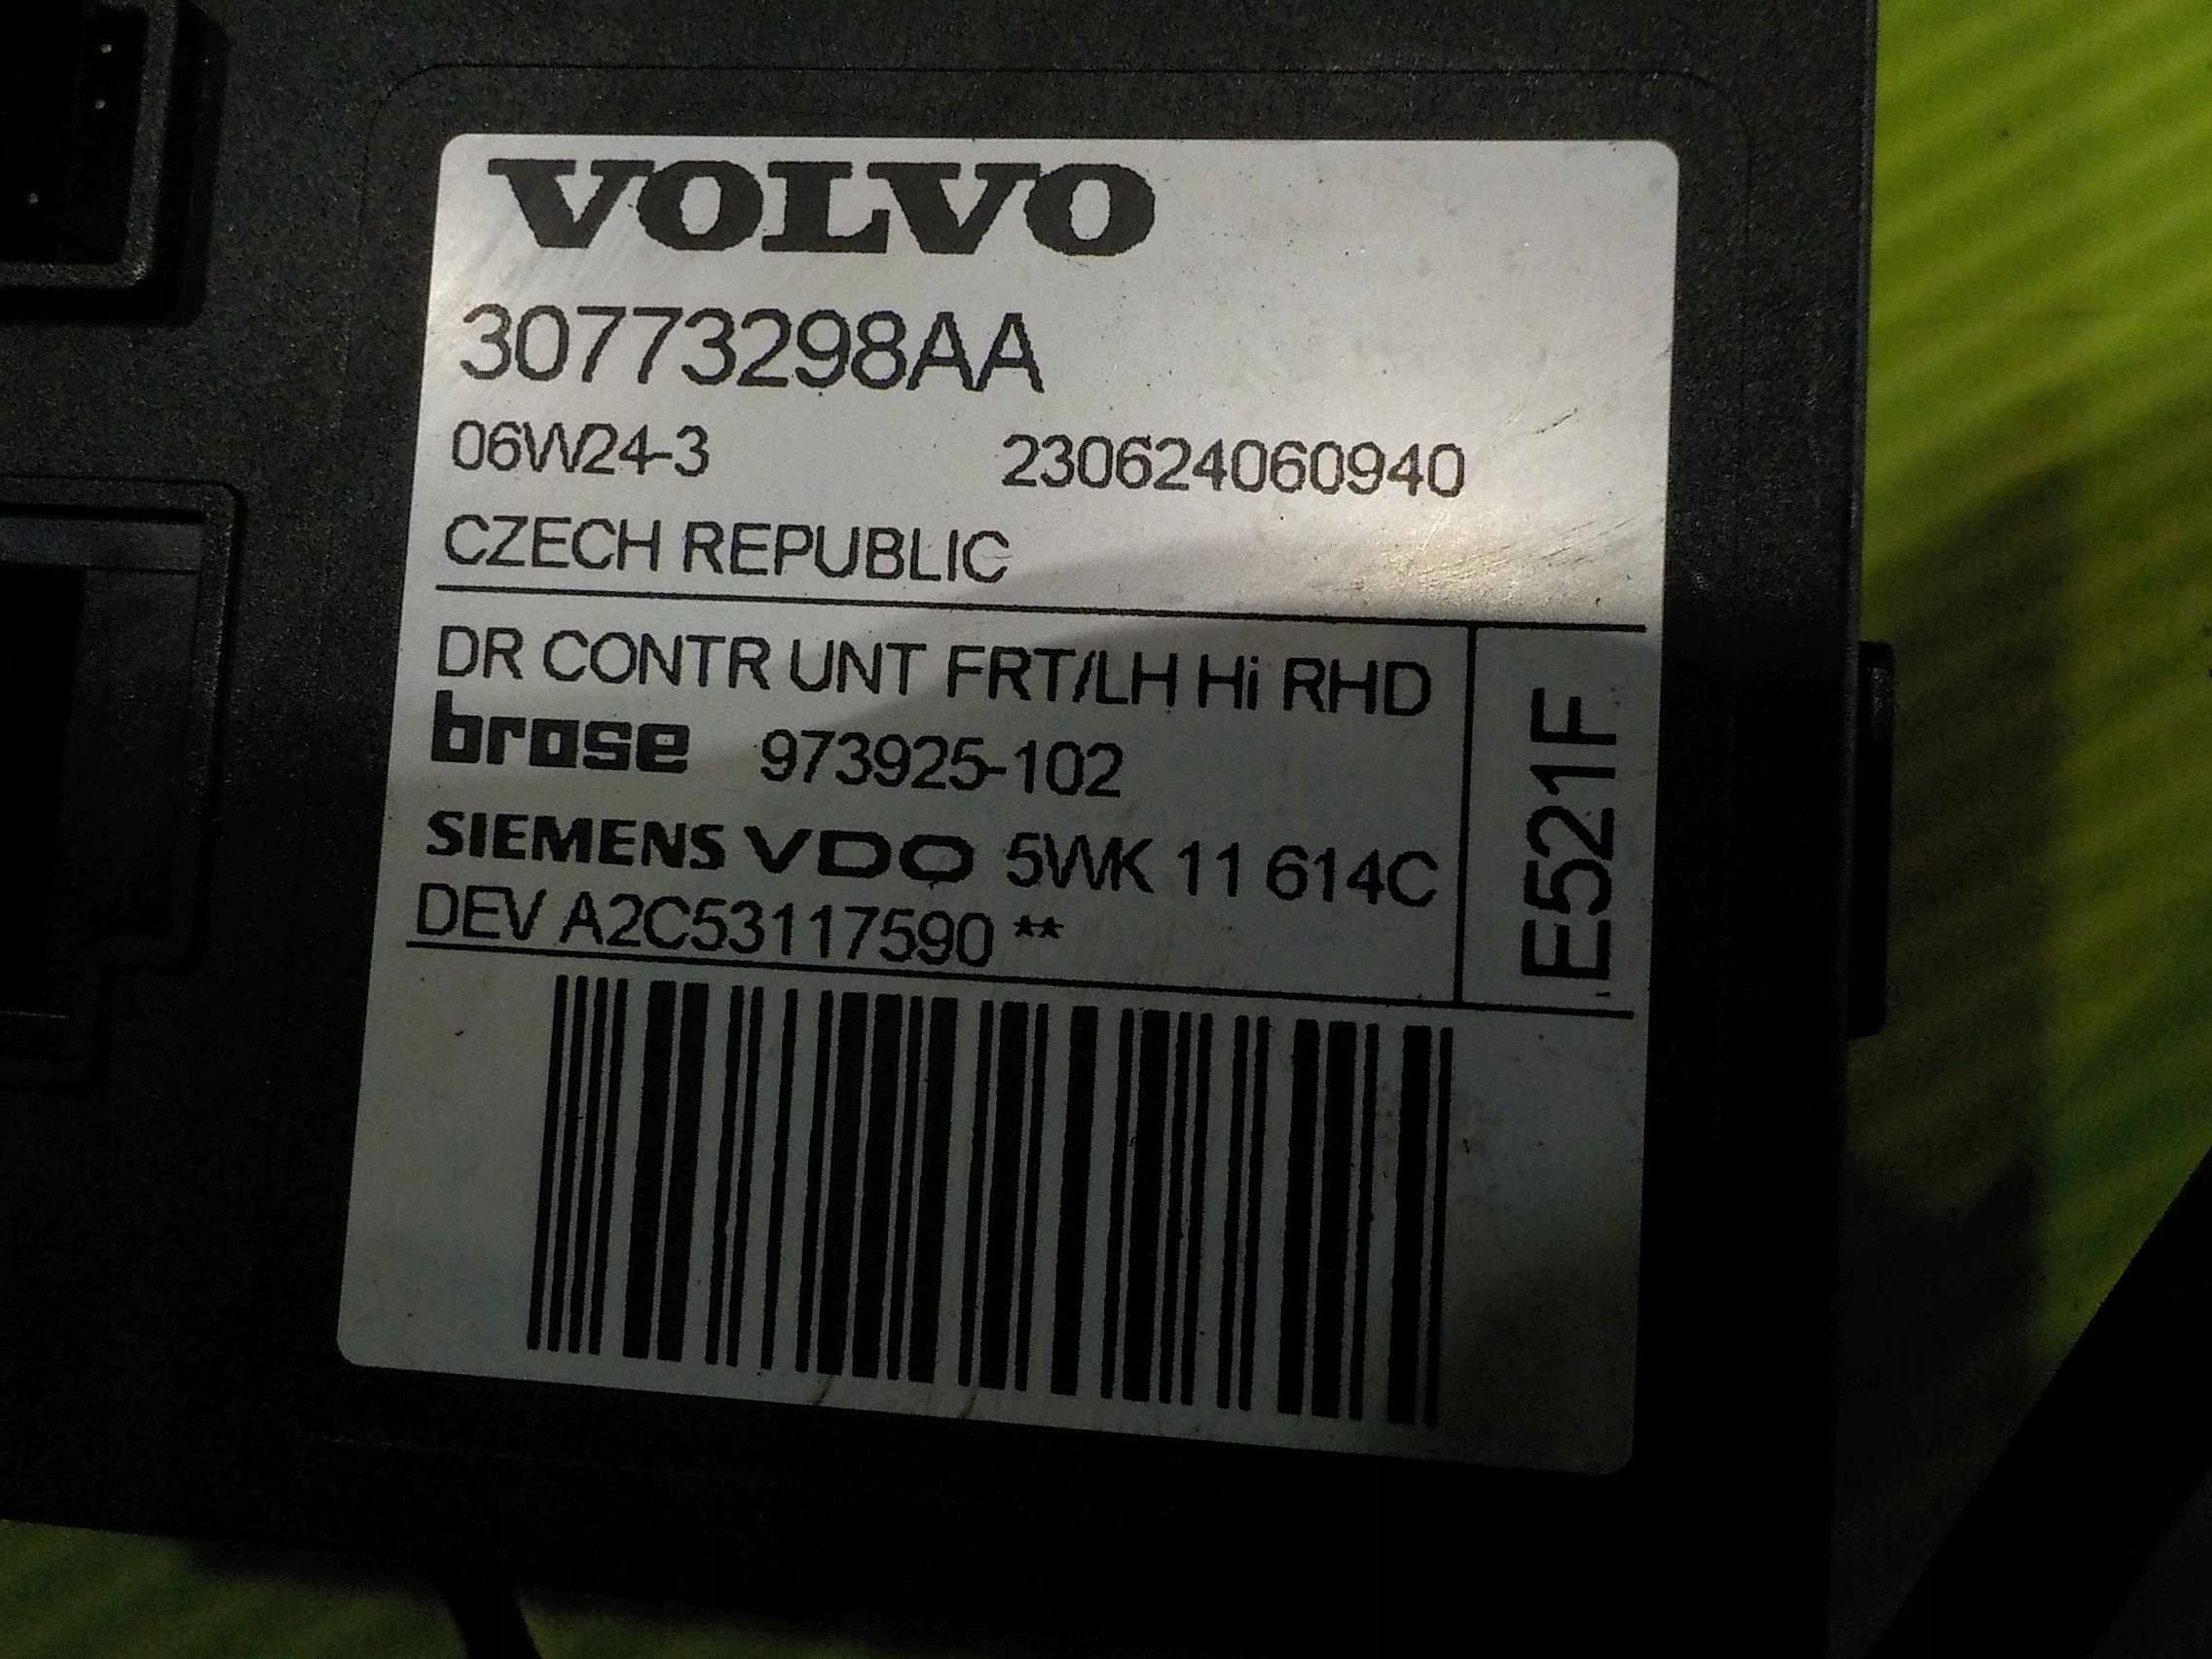 VOLVO
30773298AA
06W24-3 230624060940
CZECH REPUBLIC
DR CONTR UNT FRT/LH Hi RHD
brose 973925-102
SIEMENS VDO 5WK 11 614C
DEV A2C53117590 **
E521F